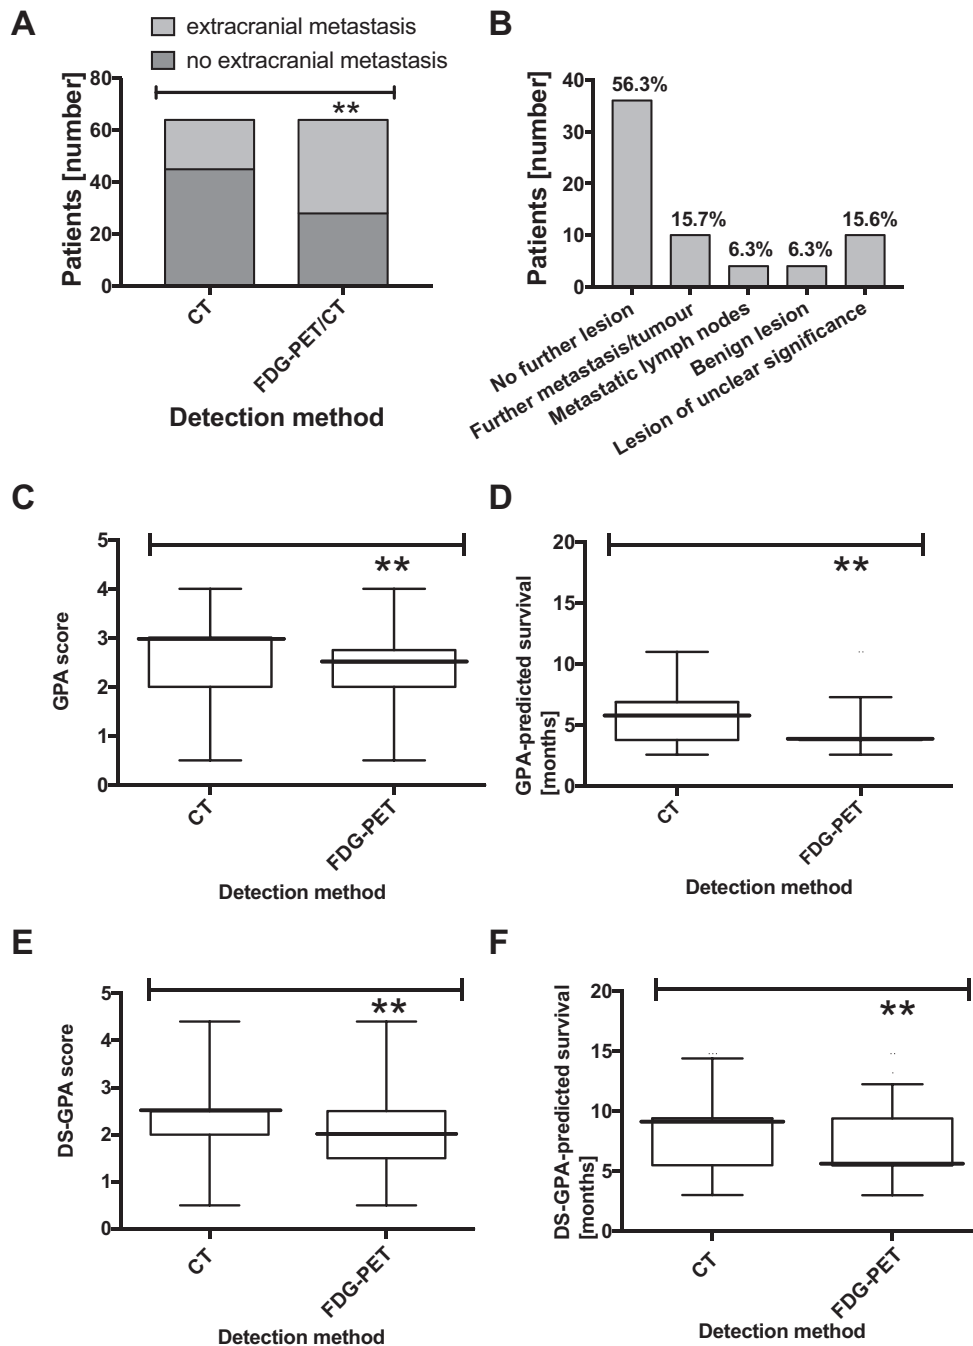 A
extracranial metastasis
no extracranial metastasis
Patients [number]
80
60
40
20
0
**
CT
FDG-PET/CT
Detection method
B
Patients [number]
40
30
20
10
0
56.3%
15.7%
6.3%
6.3%
15.6%
No further lesion
Further metastasis/tumour
Metastatic lymph nodes
Benign lesion
Lesion of unclear significance
C
GPA score
5
4
3
2
1
0
**
CT
FDG-PET
Detection method
D
GPA-predicted survival
[months]
20
15
10
5
0
**
CT
FDG-PET
Detection method
E
DS-GPA score
5
4
3
2
1
0
**
CT
FDG-PET
Detection method
F
DS-GPA-predicted survival
[months]
20
15
10
5
0
**
CT
FDG-PET
Detection method